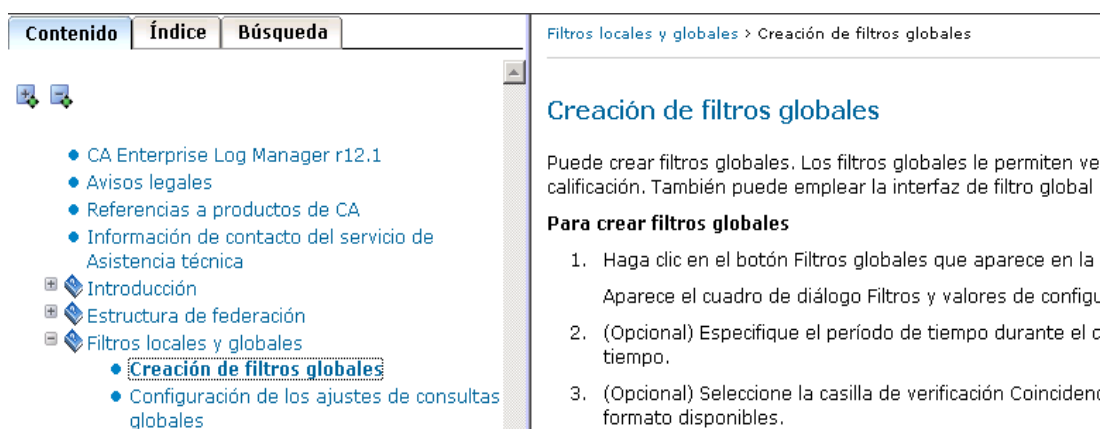 Contenido Índice Búsqueda
CA Enterprise Log Manager r12.1
Avisos legales
Referencias a productos de CA
Información de contacto del servicio de
Asistencia técnica
Introducción
Estructura de federación
Filtros locales y globales
Creación de filtros globales
Configuración de los ajustes de consultas
globales
Filtros locales y globales > Creación de filtros globales
Creación de filtros globales
Puede crear filtros globales. Los filtros globales le permiten ve
calificación. También puede emplear la interfaz de filtro global
Para crear filtros globales
1. Haga clic en el botón Filtros globales que aparece en la
Aparece el cuadro de diálogo Filtros y valores de configu
2. (Opcional) Especifique el período de tiempo durante el c
tiempo.
3. (Opcional) Seleccione la casilla de verificación Coincidenc
formato disponibles.